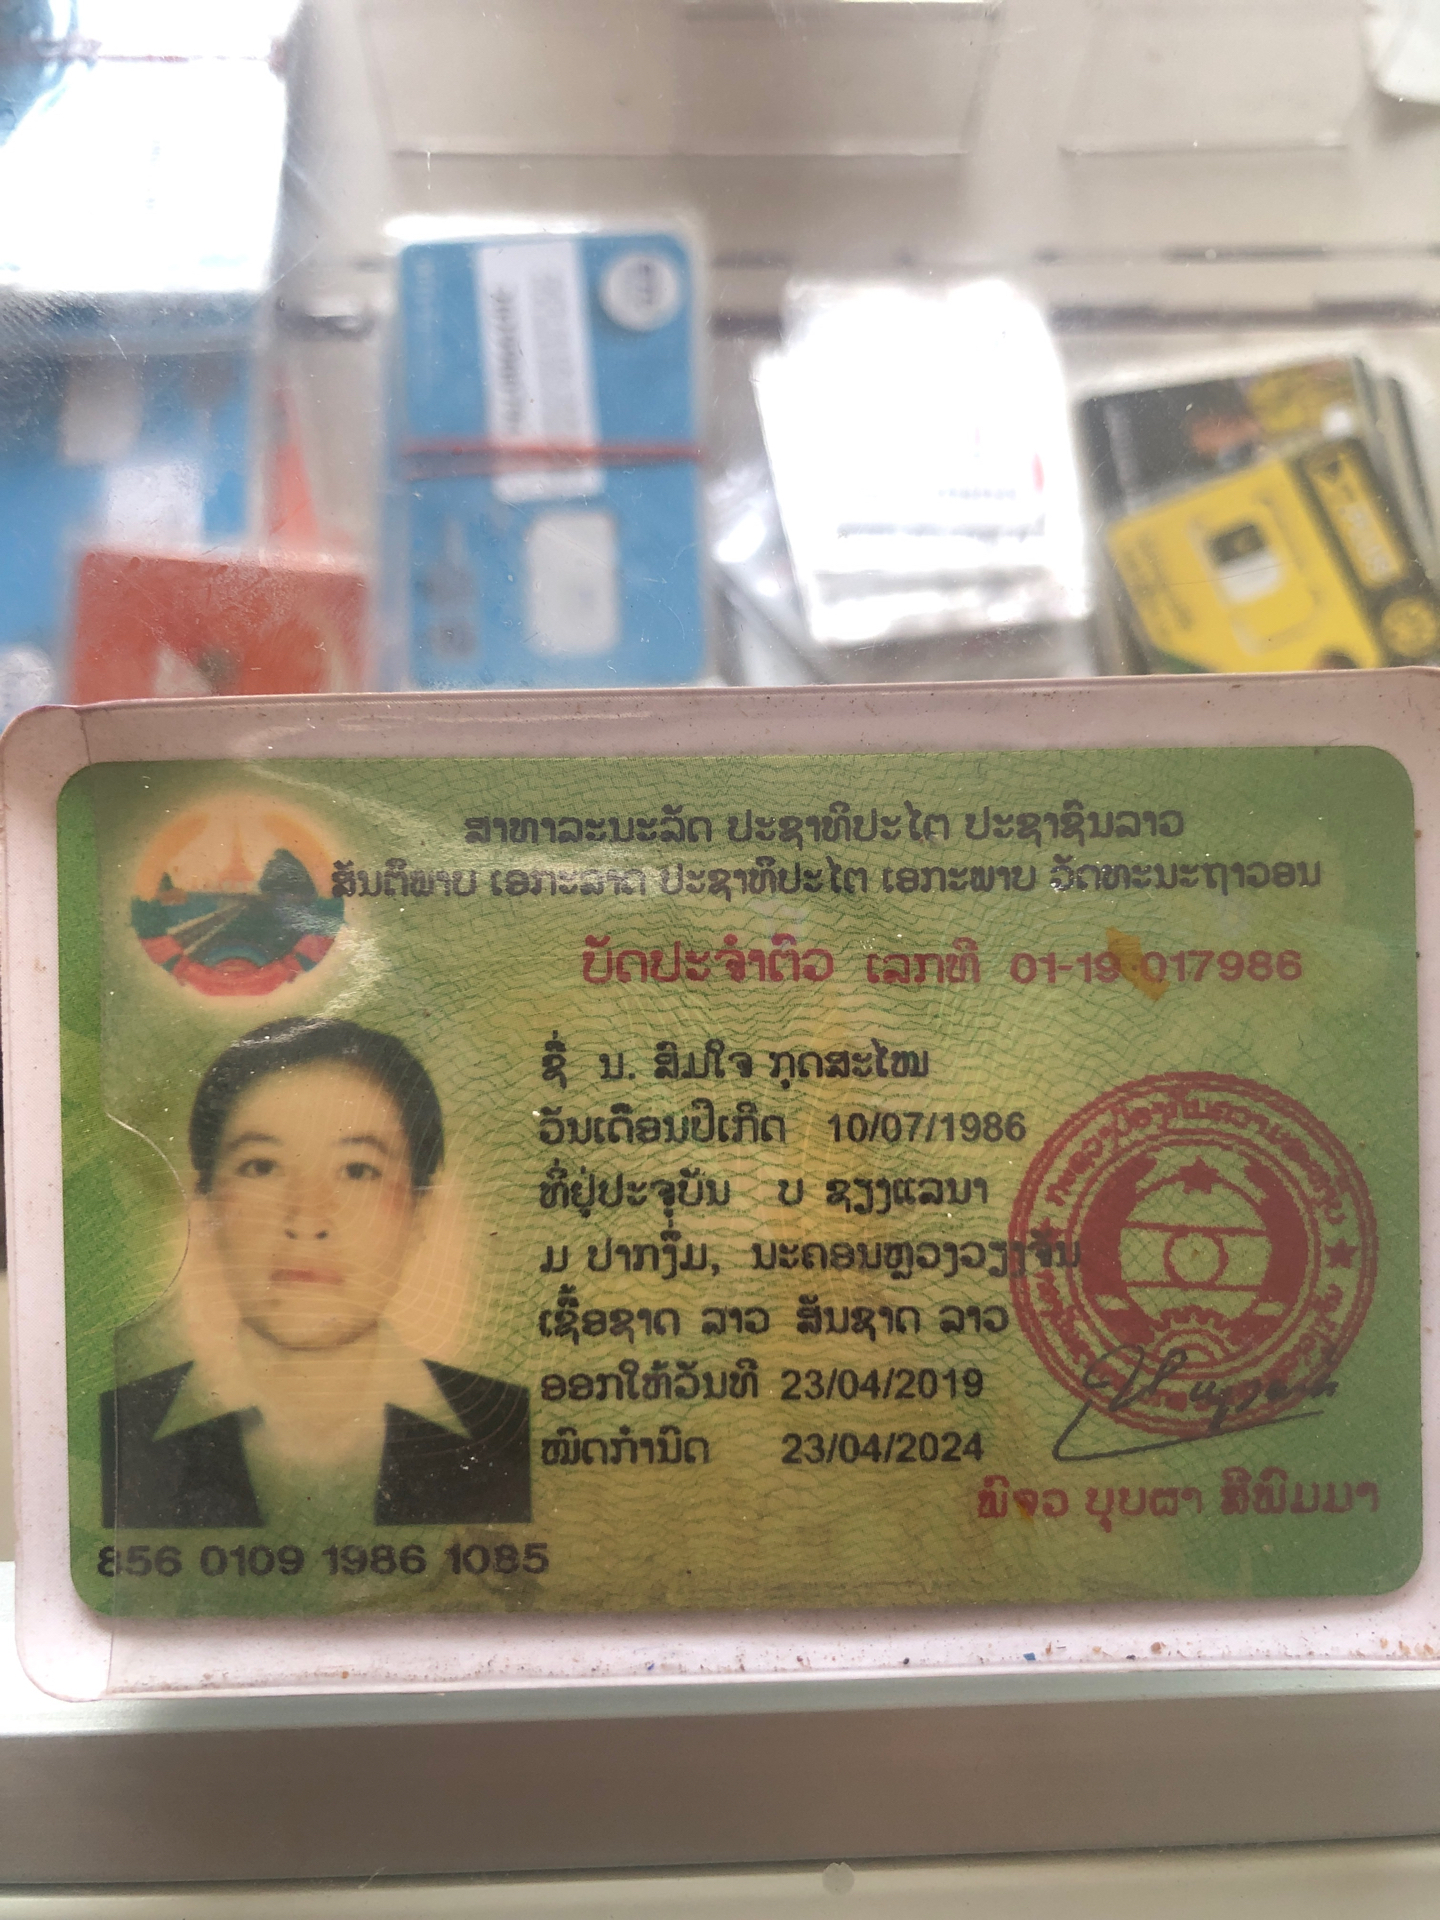 ສາທາລະນະລັດ ປະຊາທິປະໄຕ ປະຊາຊົນລາວ
ສັນຕິພາບ ເອກະລາດ ປະຊາທິປະໄຕ ເອກະພາບ ວັດທະນະຖາວອນ
ບັດປະຈຳຕົວ ເລກທີ 01-19-017986
ຊື່ ນ. ສົມໃຈ ກຸດສະໄໝ
ວັນເດືອນປີເກີດ 10/07/1986
ທີ່ຢູ່ປະຈຸບັນ ບ ຊຽງແລນາ
ມ ປາກງື່ມ, ນະຄອນຫຼວງວຽງຈັນ
ເຊື້ອຊາດ ລາວ ສັນຊາດ ລາວ
ອອກໃຫ້ວັນທີ 23/04/2019
ໝົດກຳນົດ 23/04/2024
ພົຈວ ບຸບຜາ ສີພິມມາ
856 0109 1986 1085